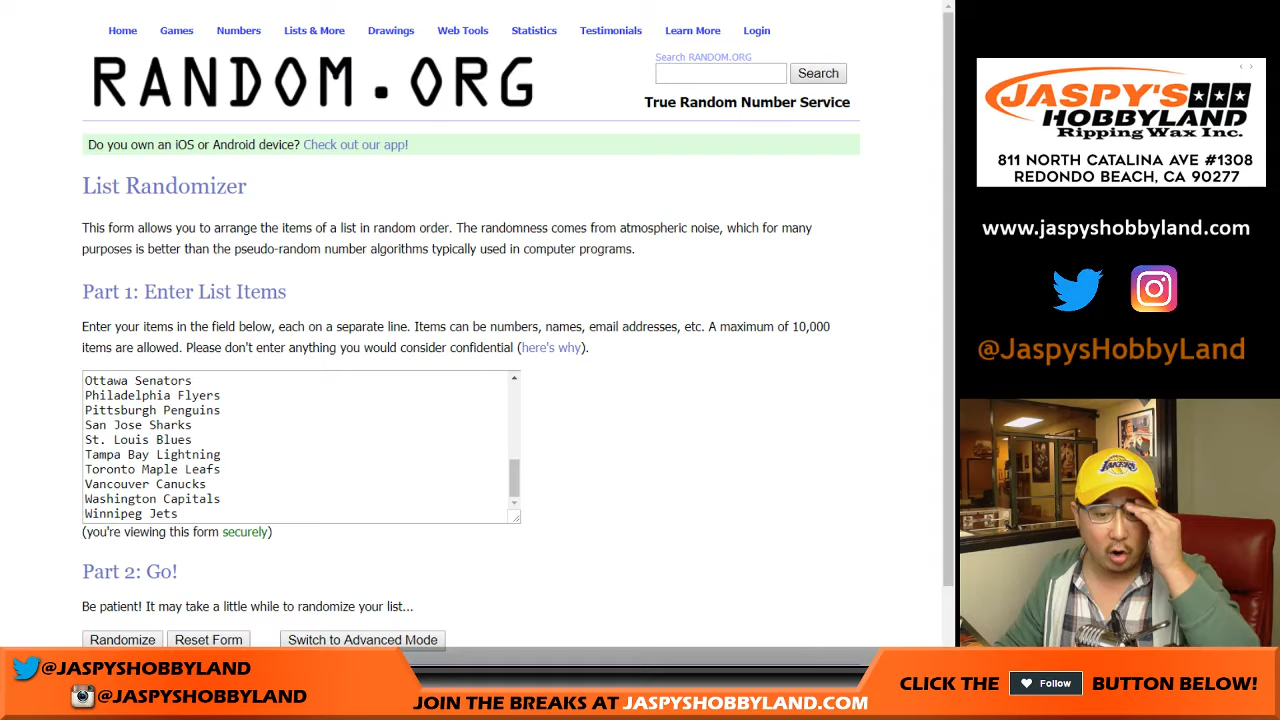 Home Games Numbers Lists & More Drawings Web Tools Statistics Testimonials Learn More Login
RANDOM.ORG
Search RANDOM.ORG
Search
True Random Number Service
Do you own an iOS or Android device? Check out our app!
List Randomizer
This form allows you to arrange the items of a list in random order. The randomness comes from atmospheric noise, which for many
purposes is better than the pseudo-random number algorithms typically used in computer programs.
Part 1: Enter List Items
Enter your items in the field below, each on a separate line. Items can be numbers, names, email addresses, etc. A maximum of 10,000
items are allowed. Please don't enter anything you would consider confidential (here's why).
Ottawa Senators
Philadelphia Flyers
Pittsburgh Penguins
San Jose Sharks
St. Louis Blues
Tampa Bay Lightning
Toronto Maple Leafs
Vancouver Canucks
Washington Capitals
Winnipeg Jets
(you're viewing this form securely)
Part 2: Go!
Be patient! It may take a little while to randomize your list...
Randomize Reset Form Switch to Advanced Mode
JASPY'S
HOBBYLAND
Ripping Wax Inc.
811 NORTH CATALINA AVE #1308
REDONDO BEACH, CA 90277
www.jaspyshobbyland.com
@JaspysHobbyLand
LAKERS
@JASPYSHOBBYLAND
@JASPYSHOBBYLAND
JOIN THE BREAKS AT JASPYSHOBBYLAND.COM
CLICK THE Follow BUTTON BELOW!